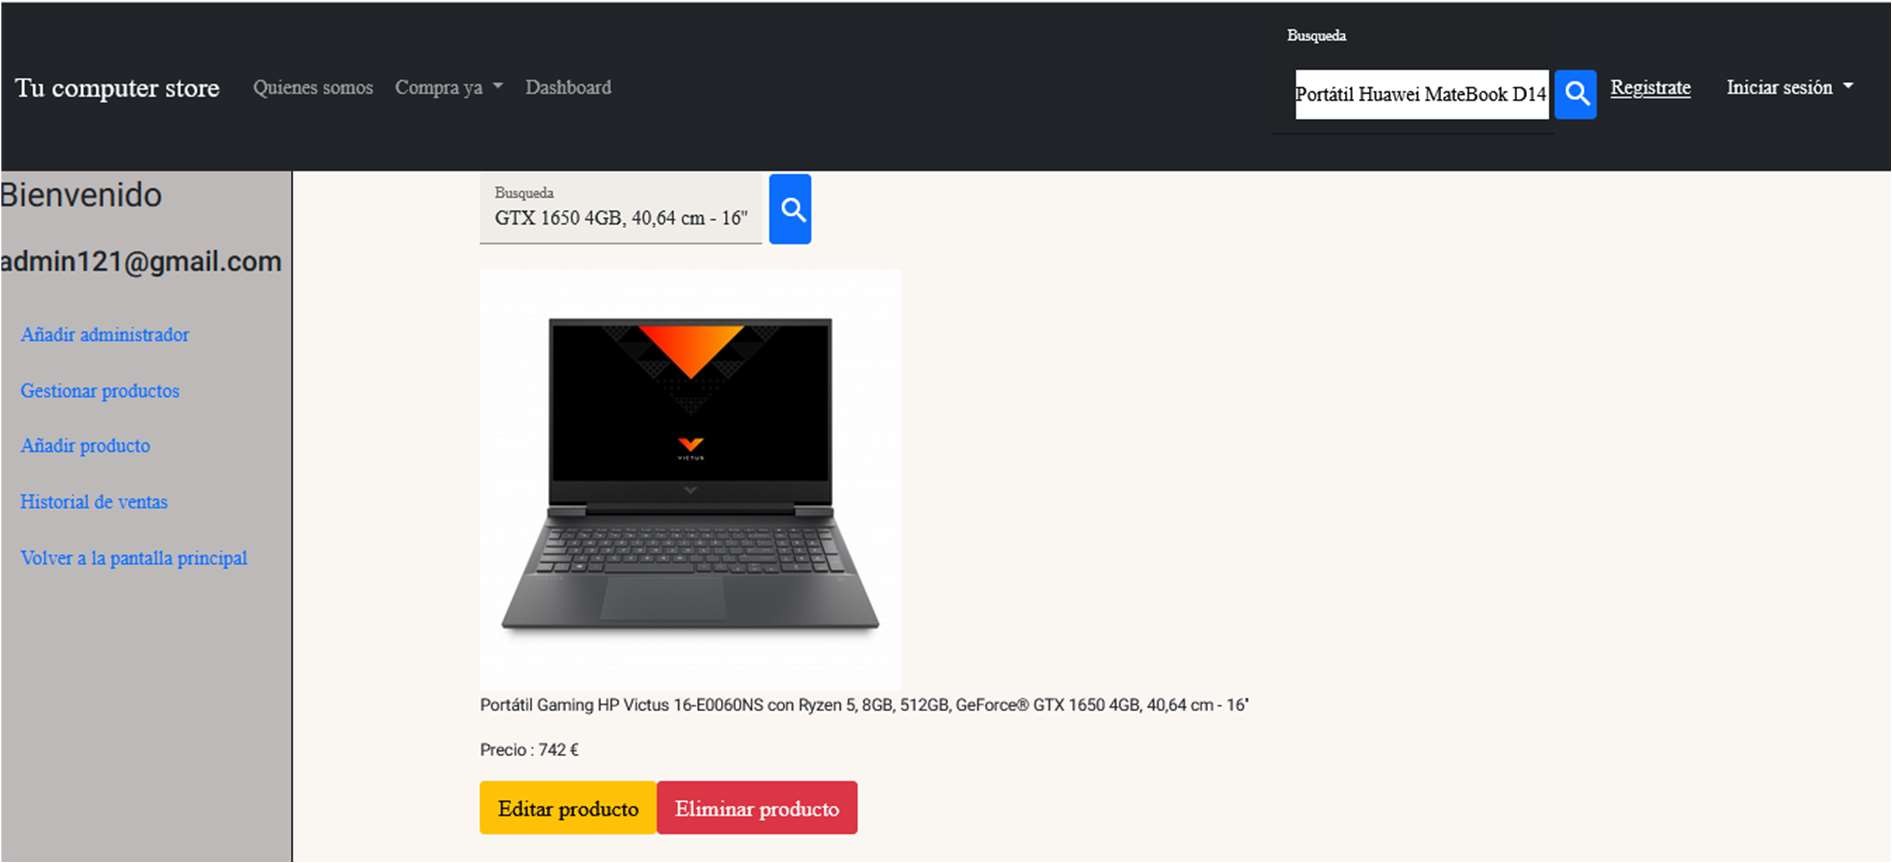 Busqueda
Tu computer store Quienes somos Compra ya Dashboard Portátil Huawei MateBook D14 Registrate Iniciar sesión
Bienvenido
admin121@gmail.com
Añadir administrador
Gestionar productos
Añadir producto
Historial de ventas
Volver a la pantalla principal
Busqueda
GTX 1650 4GB, 40,64 cm - 16"
VICTUS
Portátil Gaming HP Victus 16-E0060NS con Ryzen 5, 8GB, 512GB, GeForce® GTX 1650 4GB, 40,64 cm - 16"
Precio : 742 €
Editar producto Eliminar producto